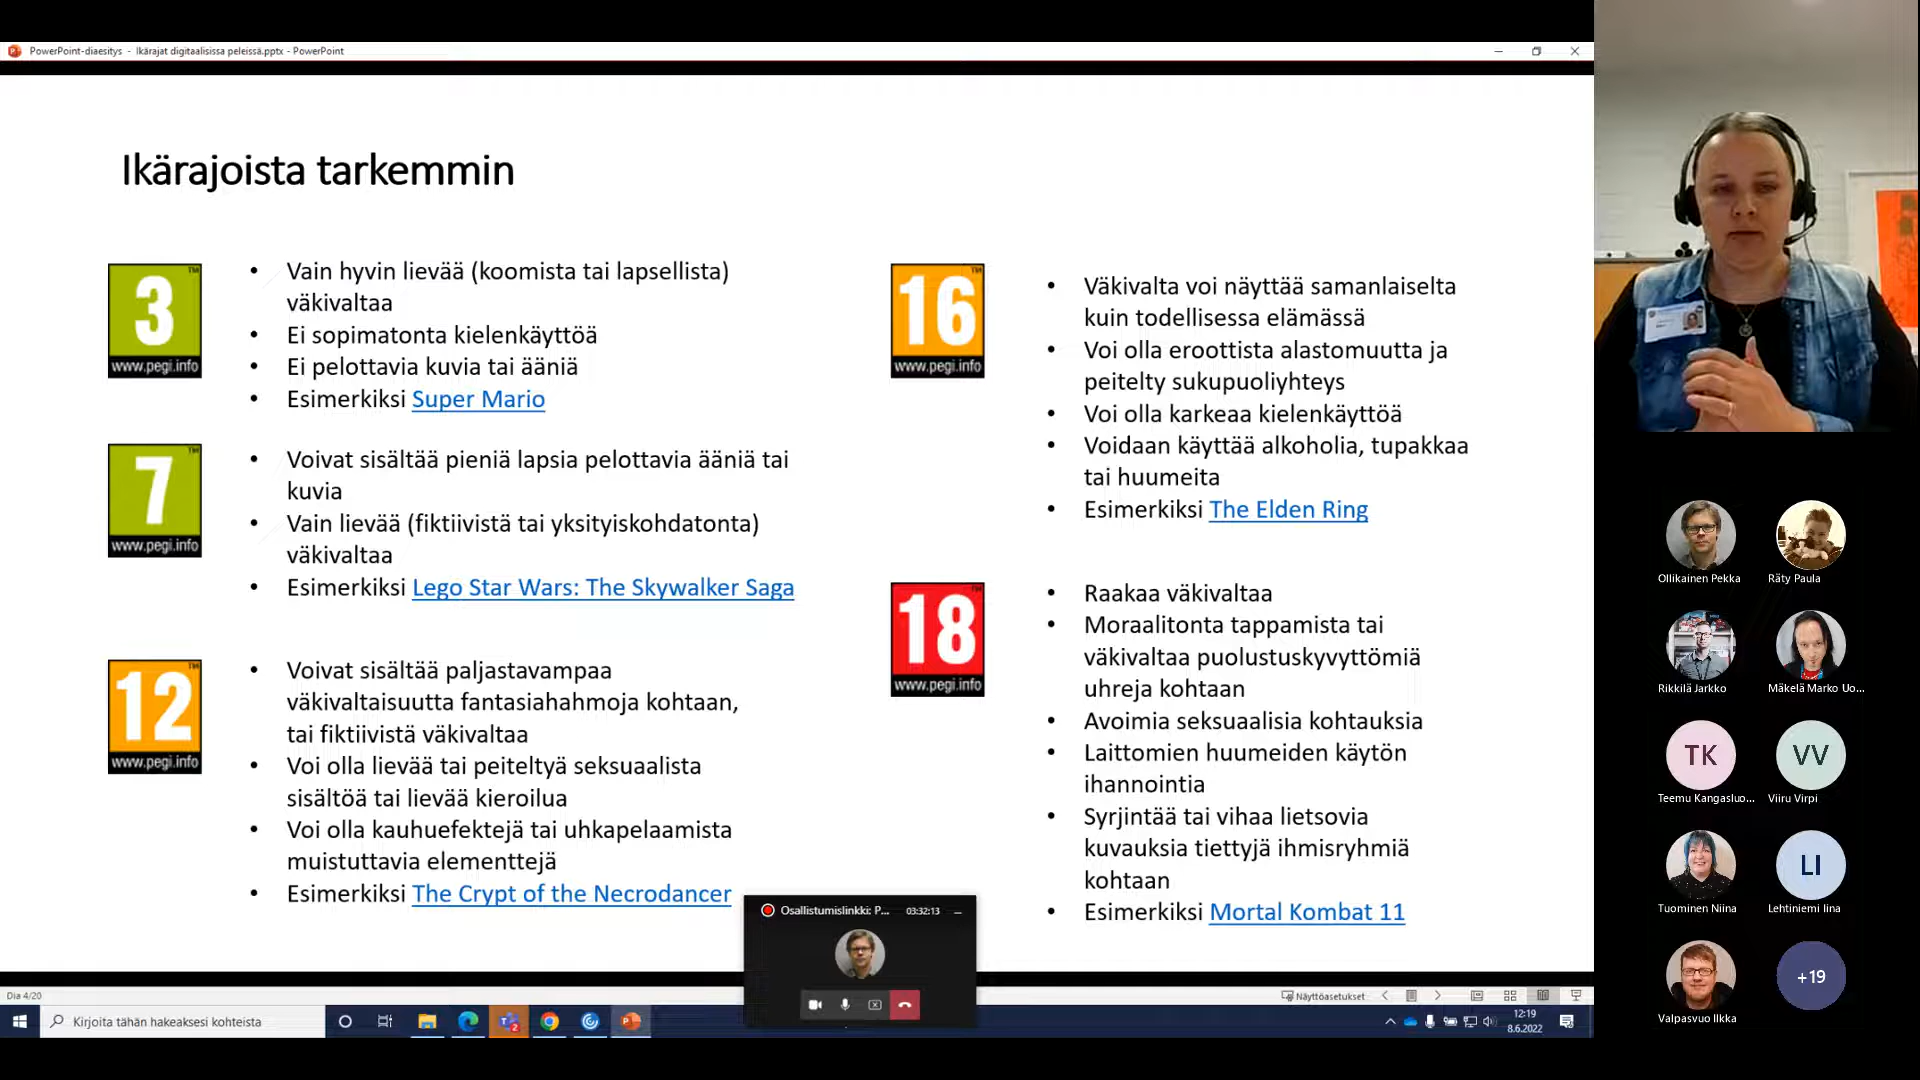 PowerPoint-diaesitys - Ikärajat digitaalisissa peleissä.pptx - PowerPoint
Ikärajoista tarkemmin
3
www.pegi.info
• Vain hyvin lievää (koomista tai lapsellista)
väkivaltaa
• Ei sopimatonta kielenkäyttöä
• Ei pelottavia kuvia tai ääniä
• Esimerkiksi Super Mario
7
www.pegi.info
• Voivat sisältää pieniä lapsia pelottavia ääniä tai
kuvia
• Vain lievää (fiktiivistä tai yksityiskohdatonta)
väkivaltaa
• Esimerkiksi Lego Star Wars: The Skywalker Saga
12
www.pegi.info
• Voivat sisältää paljastavampaa
väkivaltaisuutta fantasiahahmoja kohtaan,
tai fiktiivistä väkivaltaa
• Voi olla lievää tai peiteltyä seksuaalista
sisältöä tai lievää kieroilua
• Voi olla kauhuefektejä tai uhkapelaamista
muistuttavia elementtejä
• Esimerkiksi The Crypt of the Necrodancer
16
www.pegi.info
• Väkivalta voi näyttää samanlaiselta
kuin todellisessa elämässä
• Voi olla eroottista alastomuutta ja
peitelty sukupuoliyhteys
• Voi olla karkeaa kielenkäyttöä
• Voidaan käyttää alkoholia, tupakkaa
tai huumeita
• Esimerkiksi The Elden Ring
18
www.pegi.info
• Raakaa väkivaltaa
• Moraalitonta tappamista tai
väkivaltaa puolustuskyvyttömiä
uhreja kohtaan
• Avoimia seksuaalisia kohtauksia
• Laittomien huumeiden käytön
ihannointia
• Syrjintää tai vihaa lietsovia
kuvauksia tiettyjä ihmisryhmiä
kohtaan
• Esimerkiksi Mortal Kombat 11
Osallistumislinkki: P... 03:32:13
Dia 4/20
Näyttöasetukset
Kirjoita tähän hakeaksesi kohteista
12:19
8.6.2022
Ollikainen Pekka
Räty Paula
Rikkilä Jarkko
Mäkelä Marko Uo...
TK
VV
Teemu Kangasluo...
Viiru Virpi
LI
Tuominen Niina
Lehtiniemi Iina
+19
Valpasvuo Ilkka